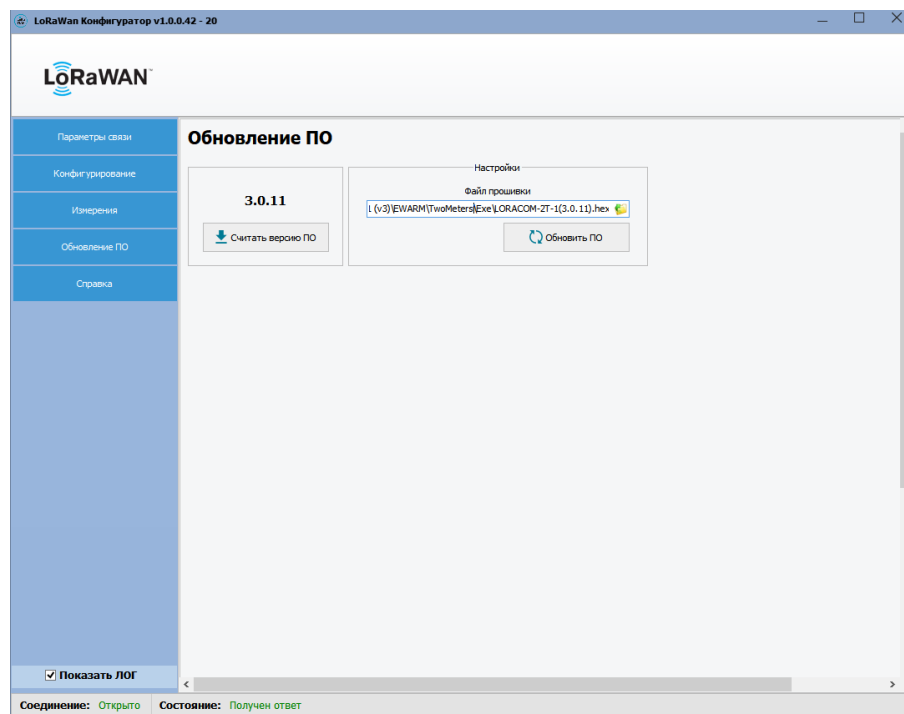 LoRaWan Конфигуратор v1.0.0.42 - 20
LoRaWAN™
Параметры связи
Конфигурирование
Измерения
Обновление ПО
Справка
Обновление ПО
3.0.11
Считать версию ПО
Настройки
Файл прошивки
(v3)\EWARM\TwoMeters\Exe\LORACOM-2T-1(3.0.11).hex
Обновить ПО
Показать ЛОГ
Соединение: Открыто Состояние: Получен ответ